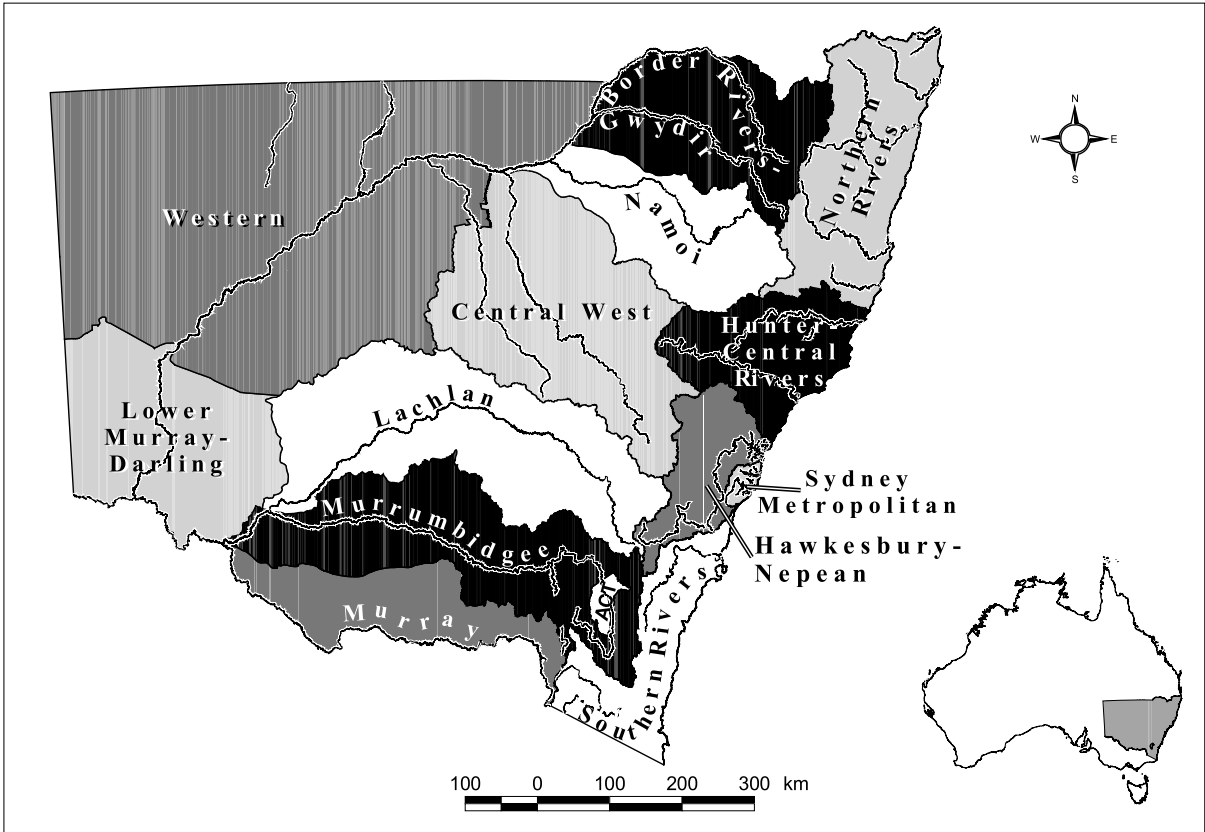 Border Rivers-
Gwydir
Northern
Rivers
N
W E
S
Western
Namoi
Central West
Hunter-
Central
Rivers
Lower
Murray-
Darling
Lachlan
Sydney
Metropolitan
Murrumbidgee
Hawkesbury-
Nepean
ACT
Murray
Southern Rivers
100 0 100 200 300 km